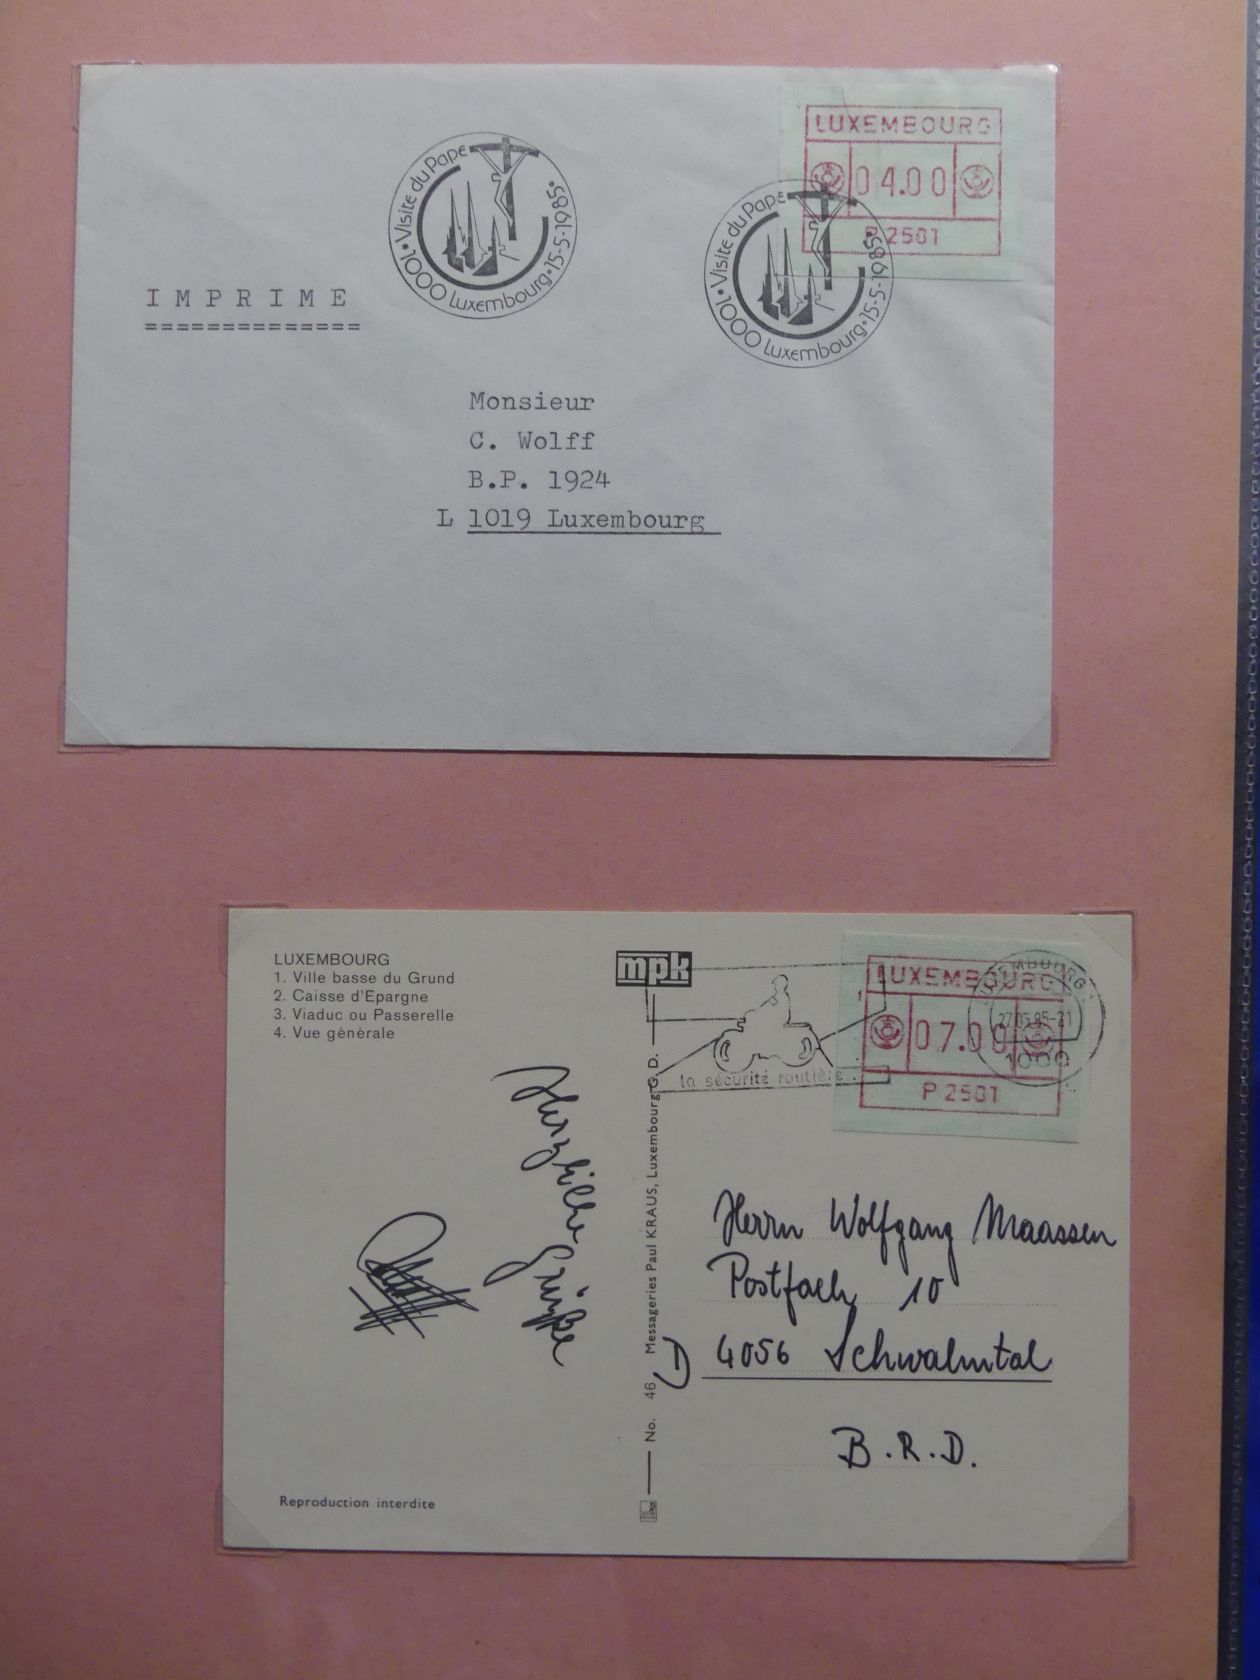 LUXEMBOURG
04.00
P 2501
• Visite du Pape •
1000 Luxembourg • 15-5-1985
• Visite du Pape •
1000 Luxembourg • 15-5-1985
IMPRIME
==============
Monsieur
C. Wolff
B.P. 1924
L 1019 Luxembourg
LUXEMBOURG
1. Ville basse du Grund
2. Caisse d'Epargne
3. Viaduc ou Passerelle
4. Vue générale
mpk
la sécurité routière
LUXEMBOURG
07.00
P 2501
LUXEMBOURG
1000
Herzliche Grüße
No. 46 Messageries Paul KRAUS, Luxembourg G. D.
Herrn Wolfgang Maassen
Postfach 10
D 4056 Schwalmtal
B.R.D.
Reproduction interdite